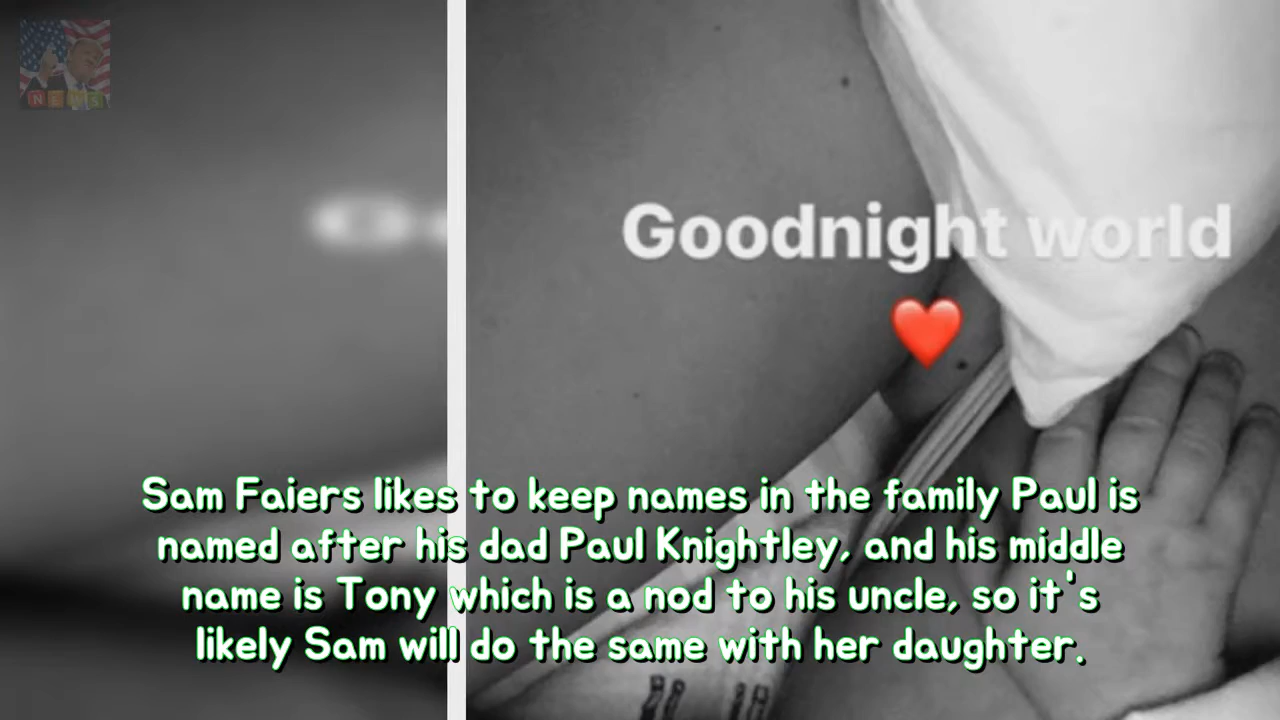 NEWS
Goodnight world
Sam Faiers likes to keep names in the family Paul is
named after his dad Paul Knightley, and his middle
name is Tony which is a nod to his uncle, so it's
likely Sam will do the same with her daughter.